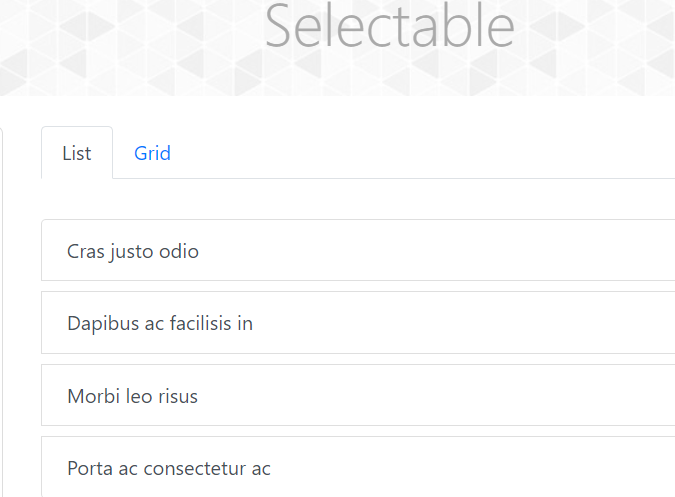 Selectable
List Grid
Cras justo odio
Dapibus ac facilisis in
Morbi leo risus
Porta ac consectetur ac